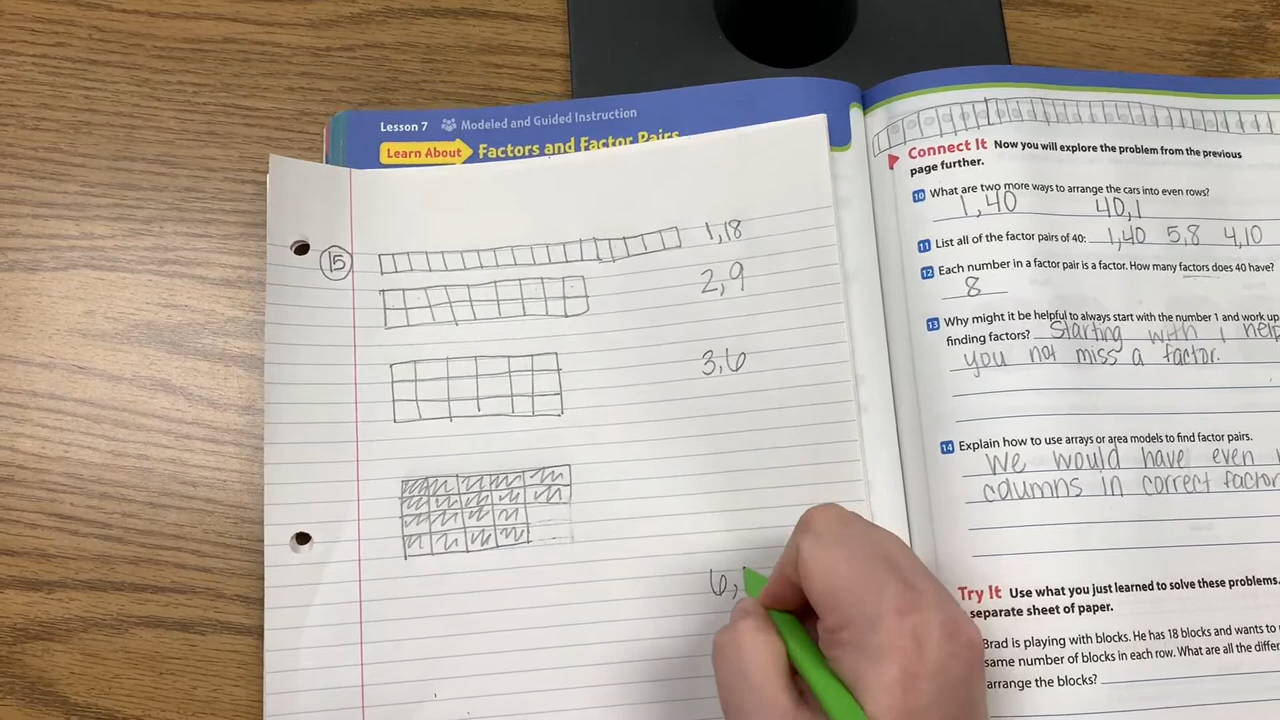 Lesson 7 Modeled and Guided Instruction
Learn About Factors and Factor Pairs
15
1,18
2,9
3,6
6,
Connect It Now you will explore the problem from the previous
page further.
10 What are two more ways to arrange the cars into even rows?
1,40 40,1
11 List all of the factor pairs of 40: 1,40 5,8 4,10
12 Each number in a factor pair is a factor. How many factors does 40 have?
8
13 Why might it be helpful to always start with the number 1 and work up
finding factors? Starting with 1 help
you not miss a factor.
14 Explain how to use arrays or area models to find factor pairs.
We would have even
columns in correct factor
Try It Use what you just learned to solve these problems.
separate sheet of paper.
Brad is playing with blocks. He has 18 blocks and wants to
same number of blocks in each row. What are all the differ
arrange the blocks?